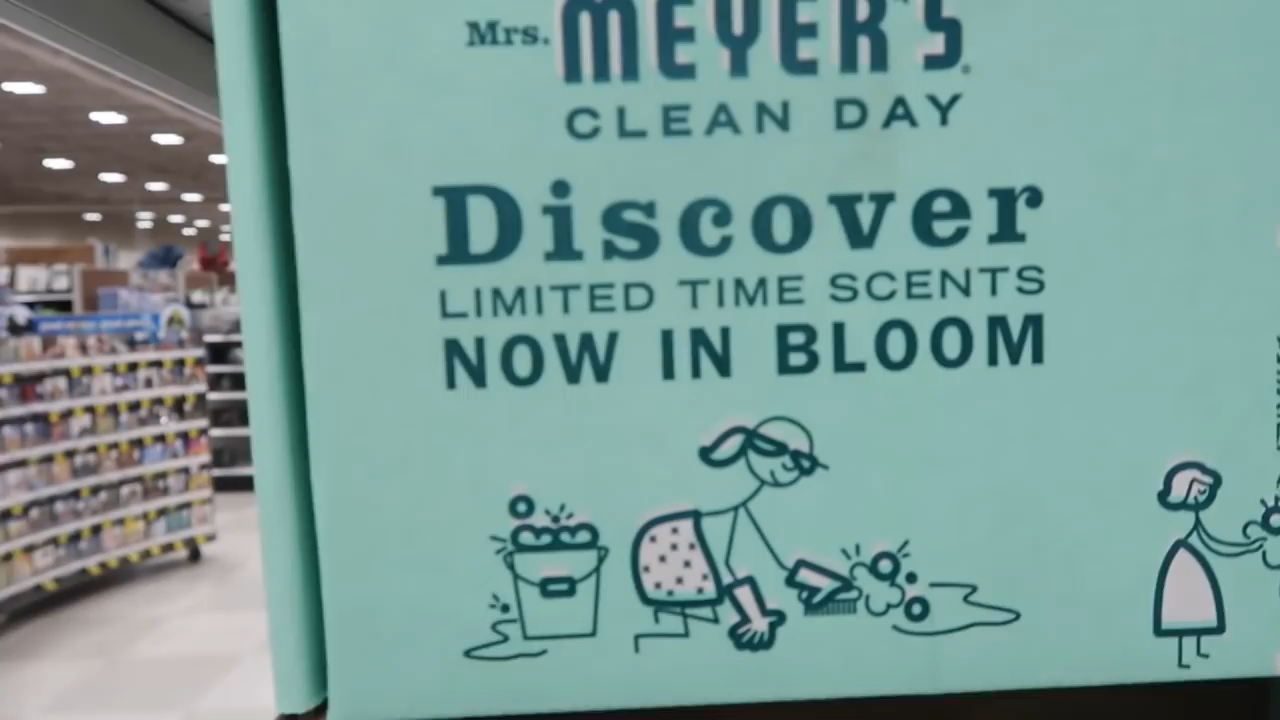 Mrs. MEYER'S
CLEAN DAY
Discover
LIMITED TIME SCENTS
NOW IN BLOOM